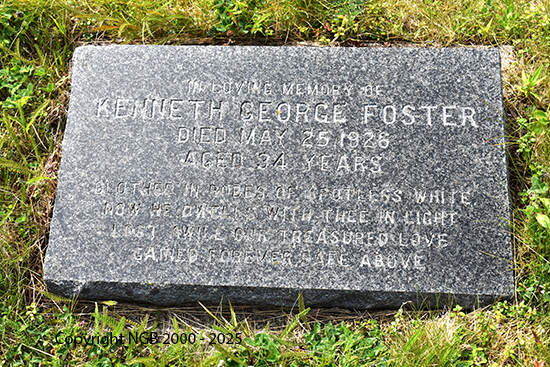 IN LOVING MEMORY OF
KENNETH GEORGE FOSTER
DIED MAY 25, 1926
AGED 34 YEARS
CLOTHED IN ROBES OF SPOTLESS WHITE
NOW HE DWELLS WITH THEE IN LIGHT
LOST AWHILE OUR TREASURED LOVE
GAINED FOREVER SAFE ABOVE
Copyright NGB 2000 - 2025